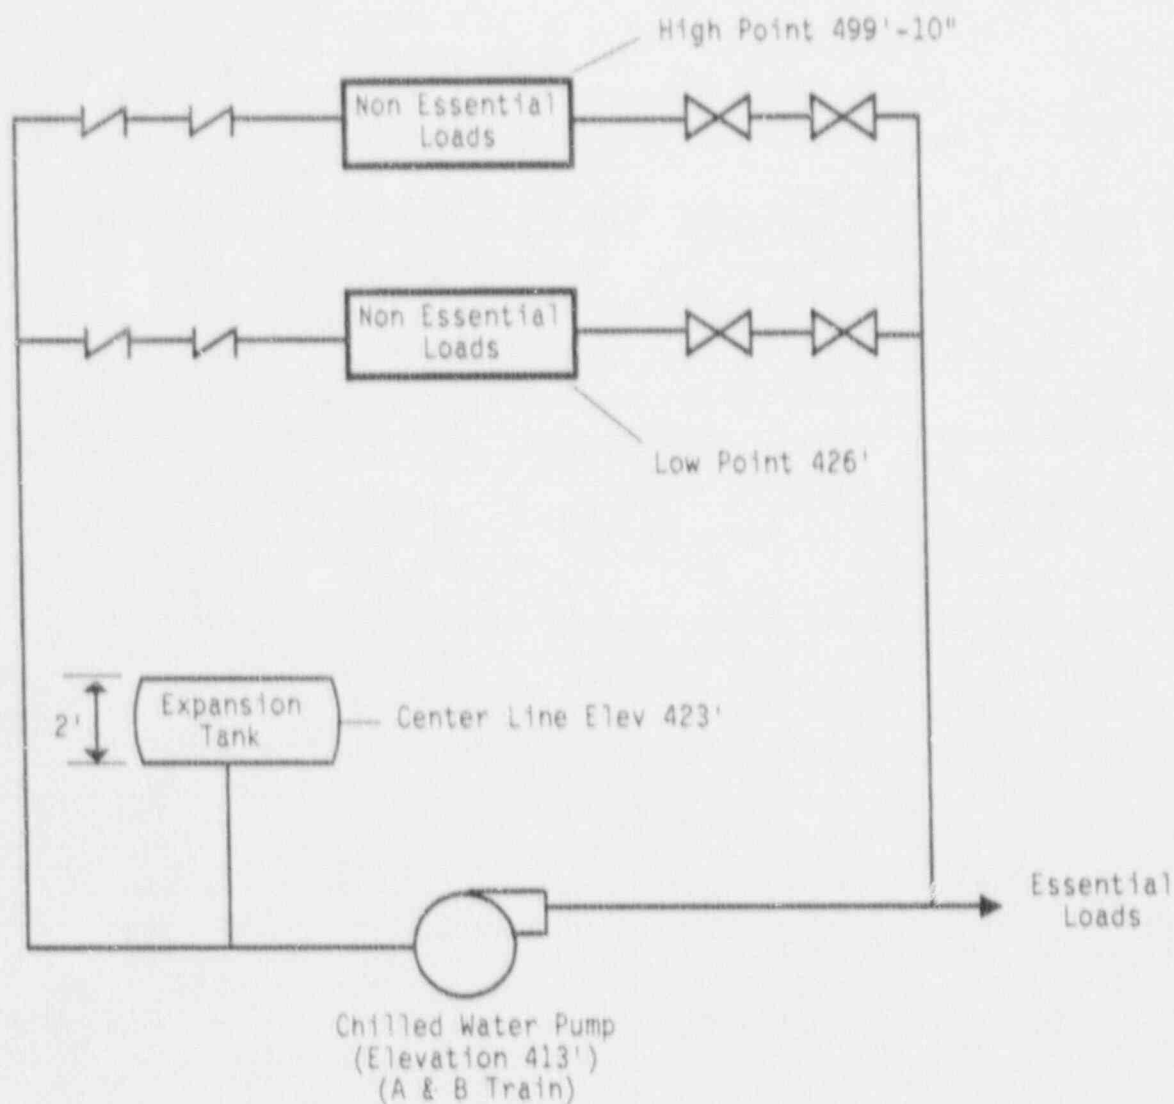 High Point 499'-10"
Non Essential
Loads
Non Essential
Loads
Low Point 426'
2'
Expansion
Tank
Center Line Elev 423'
Essential
Loads
Chilled Water Pump
(Elevation 413')
(A & B Train)